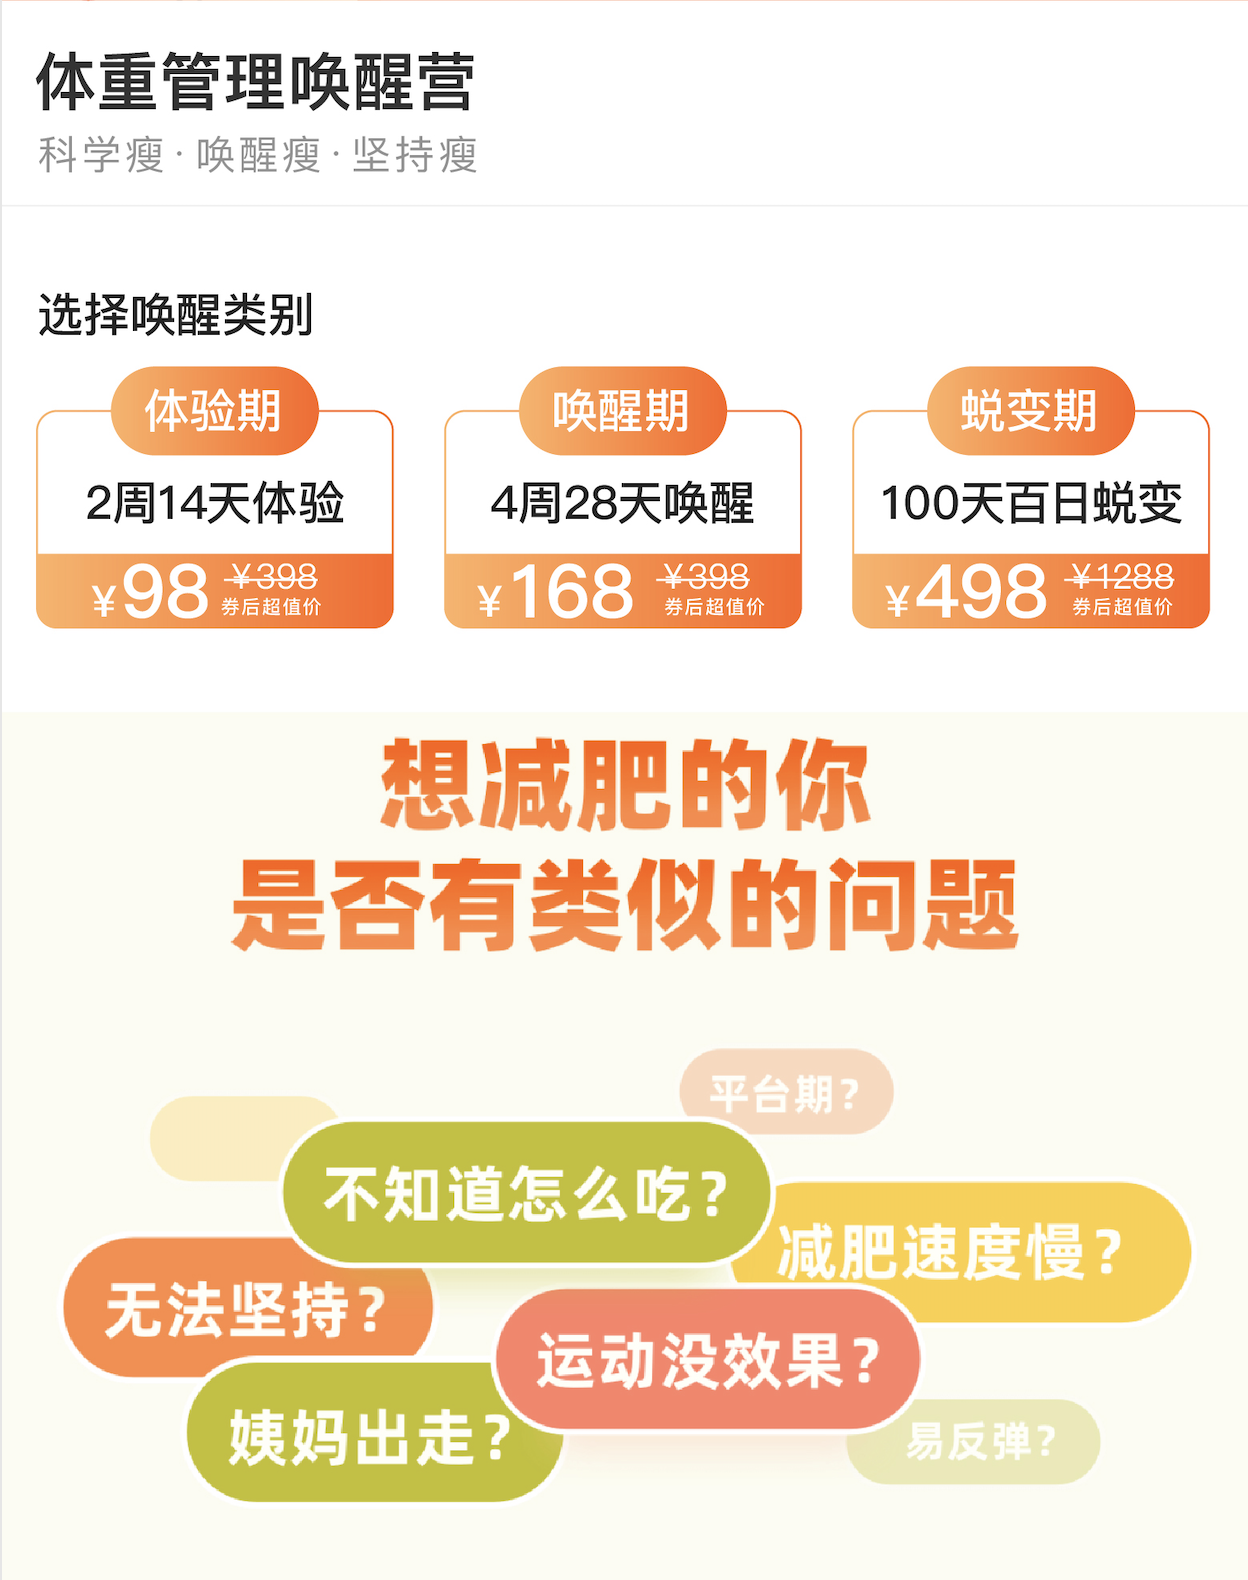 体重管理唤醒营
科学瘦·唤醒瘦·坚持瘦
选择唤醒类别
体验期
2周14天体验
¥98 ¥398
券后超值价
唤醒期
4周28天唤醒
¥168 ¥398
券后超值价
蜕变期
100天百日蜕变
¥498 ¥1288
券后超值价
想减肥的你
是否有类似的问题
平台期？
不知道怎么吃？
减肥速度慢？
无法坚持？
运动没效果？
姨妈出走？
易反弹？